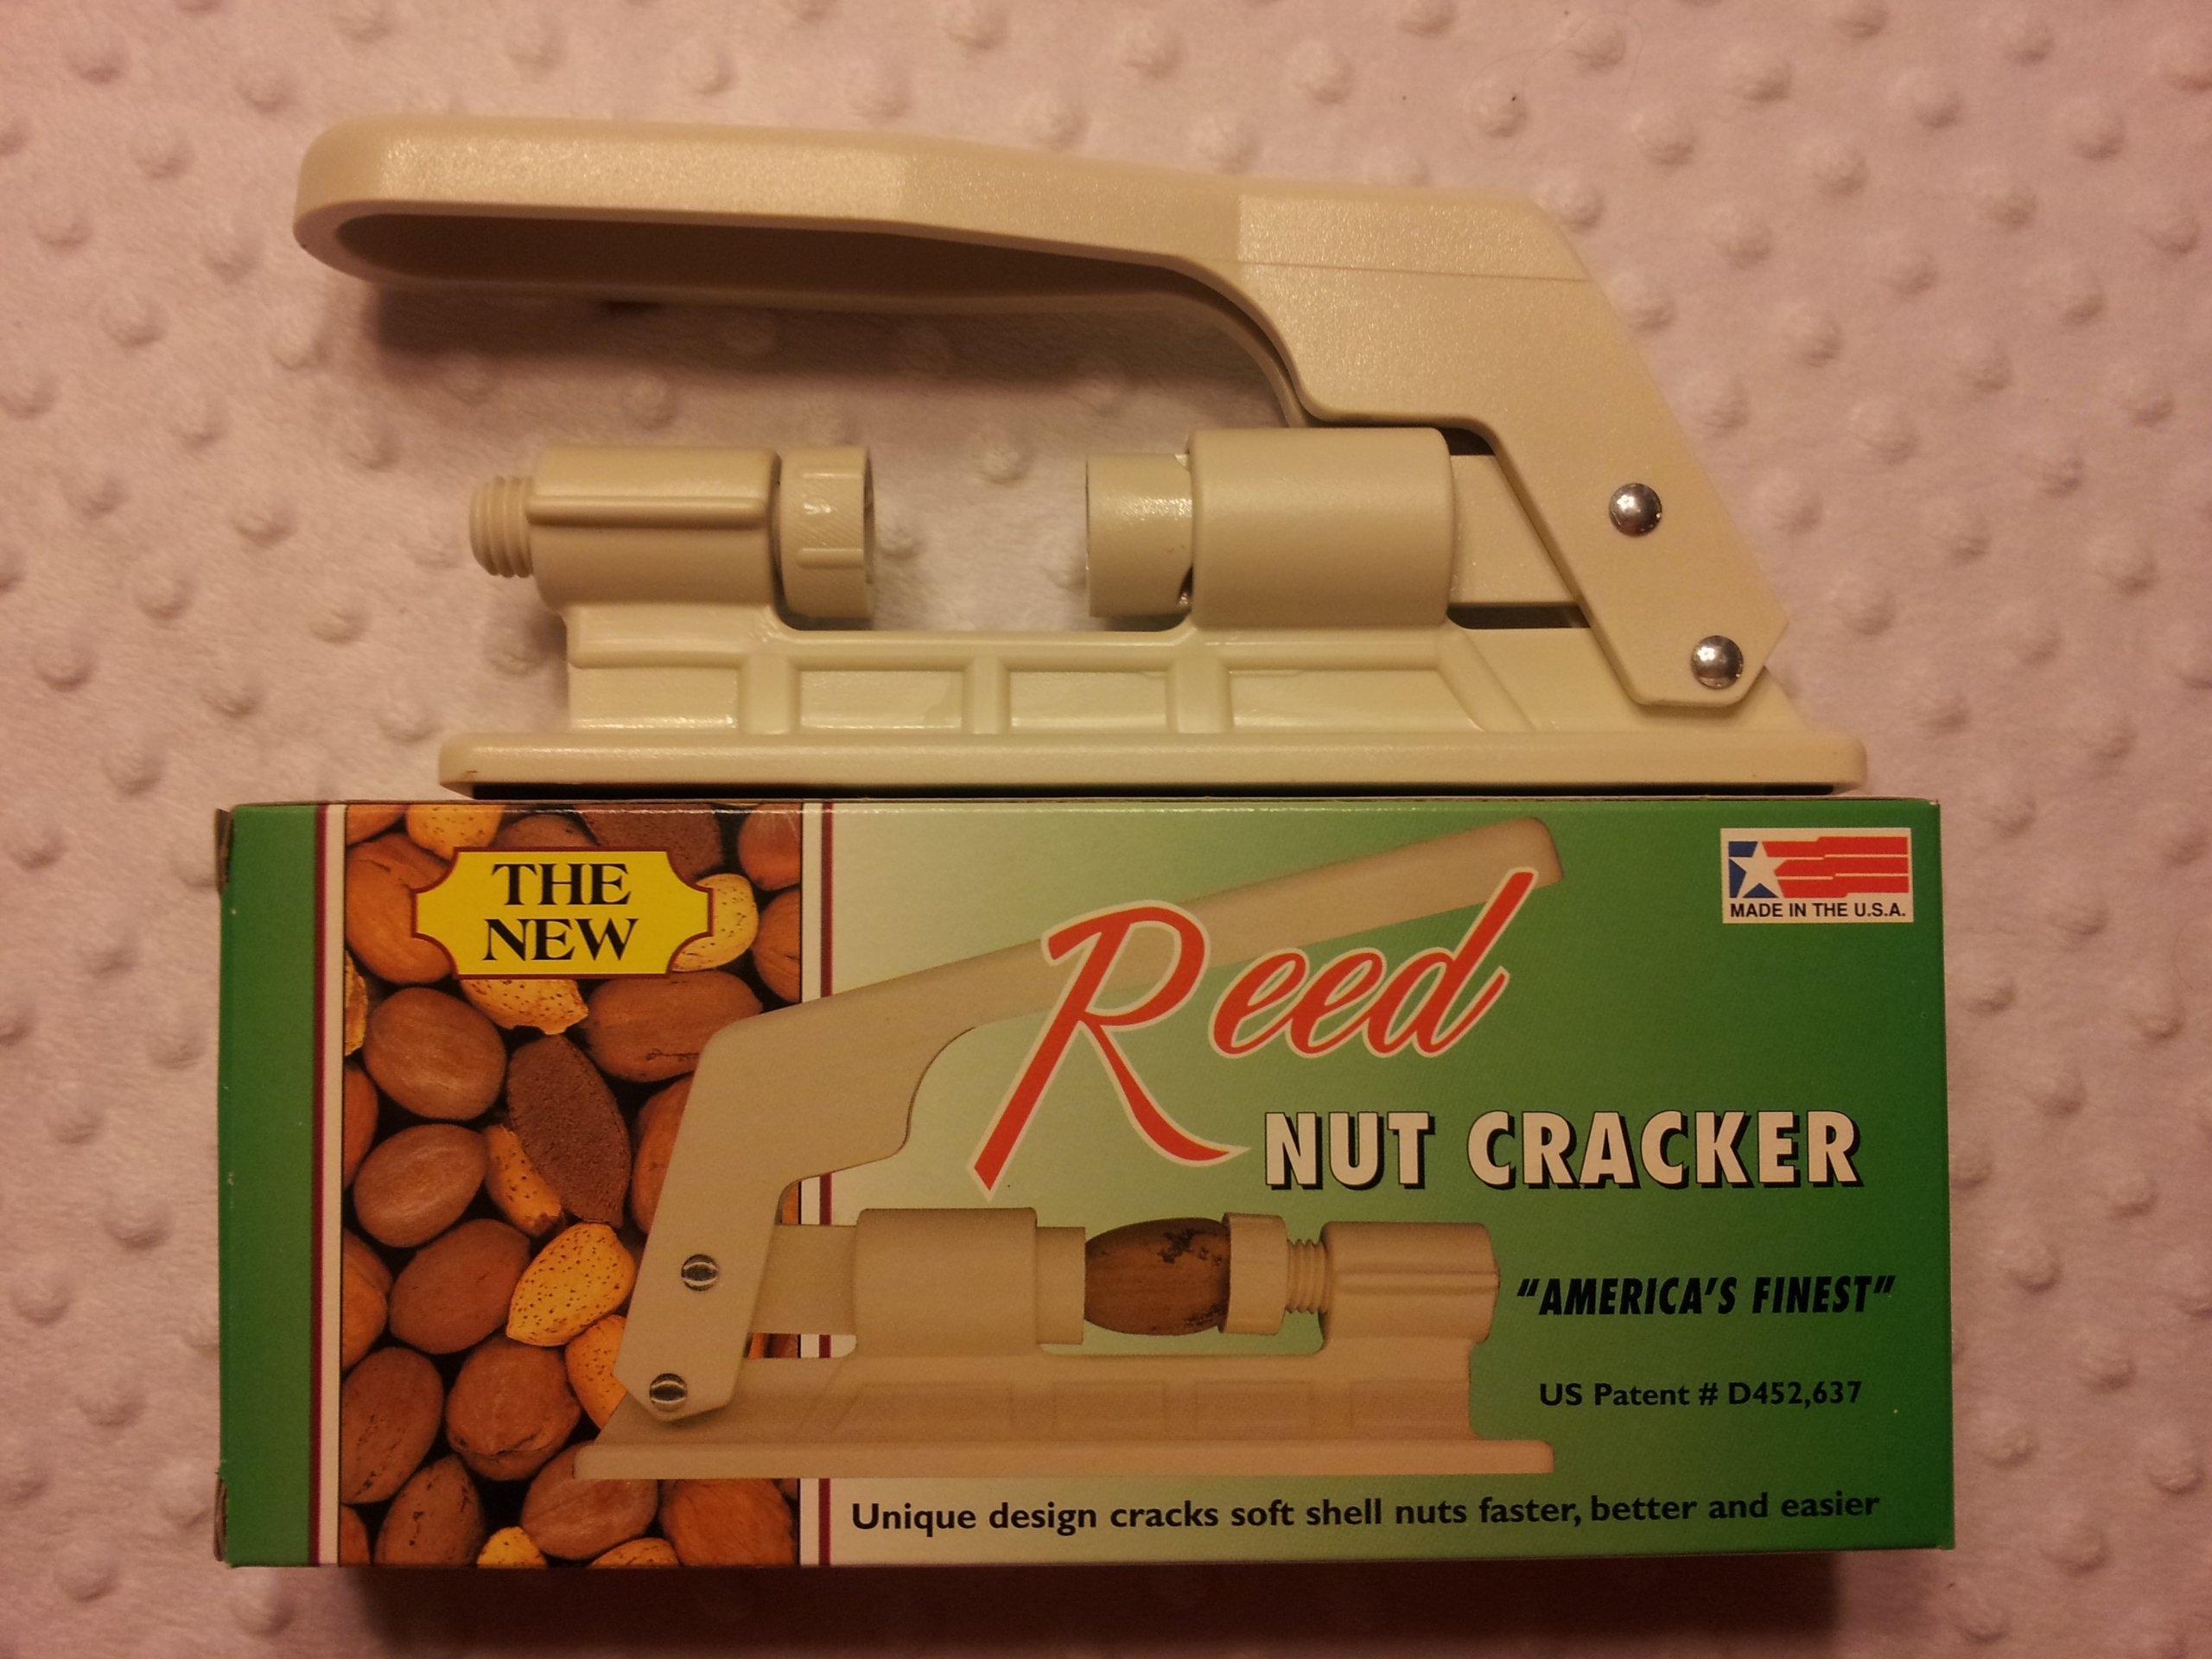 THE
NEW
Reed
MADE IN THE U.S.A.
NUT CRACKER
"AMERICA'S FINEST"
US Patent # D452,637
Unique design cracks soft shell nuts faster, better and easier